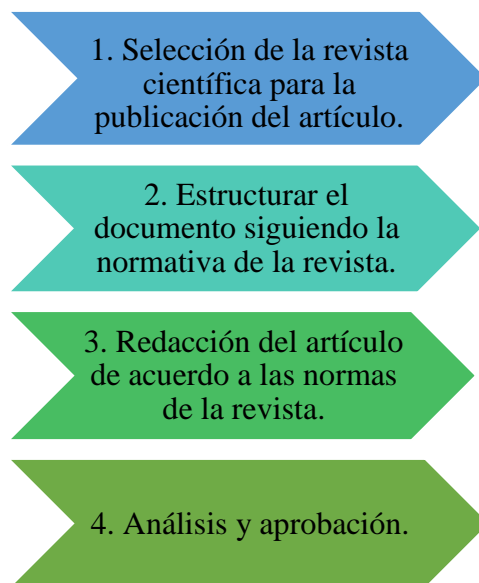 1. Selección de la revista
científica para la
publicación del artículo.
2. Estructurar el
documento siguiendo la
normativa de la revista.
3. Redacción del artículo
de acuerdo a las normas
de la revista.
4. Análisis y aprobación.